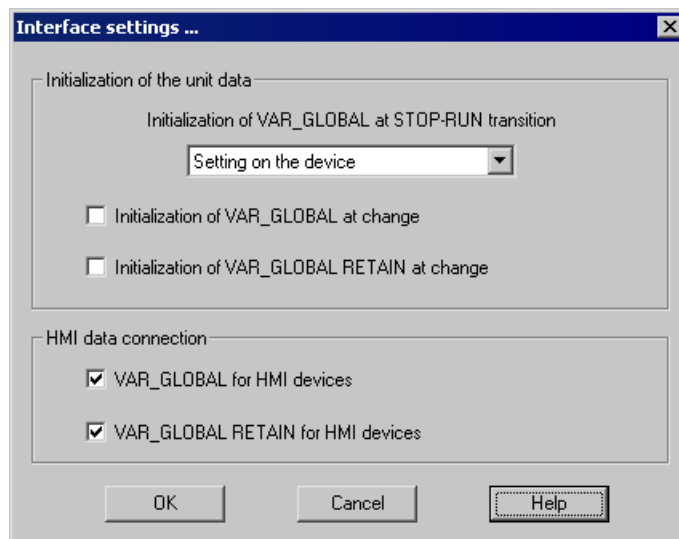 Interface settings ...
Initialization of the unit data
Initialization of VAR_GLOBAL at STOP-RUN transition
Setting on the device
Initialization of VAR_GLOBAL at change
Initialization of VAR_GLOBAL RETAIN at change
HMI data connection
VAR_GLOBAL for HMI devices
VAR_GLOBAL RETAIN for HMI devices
OK Cancel Help